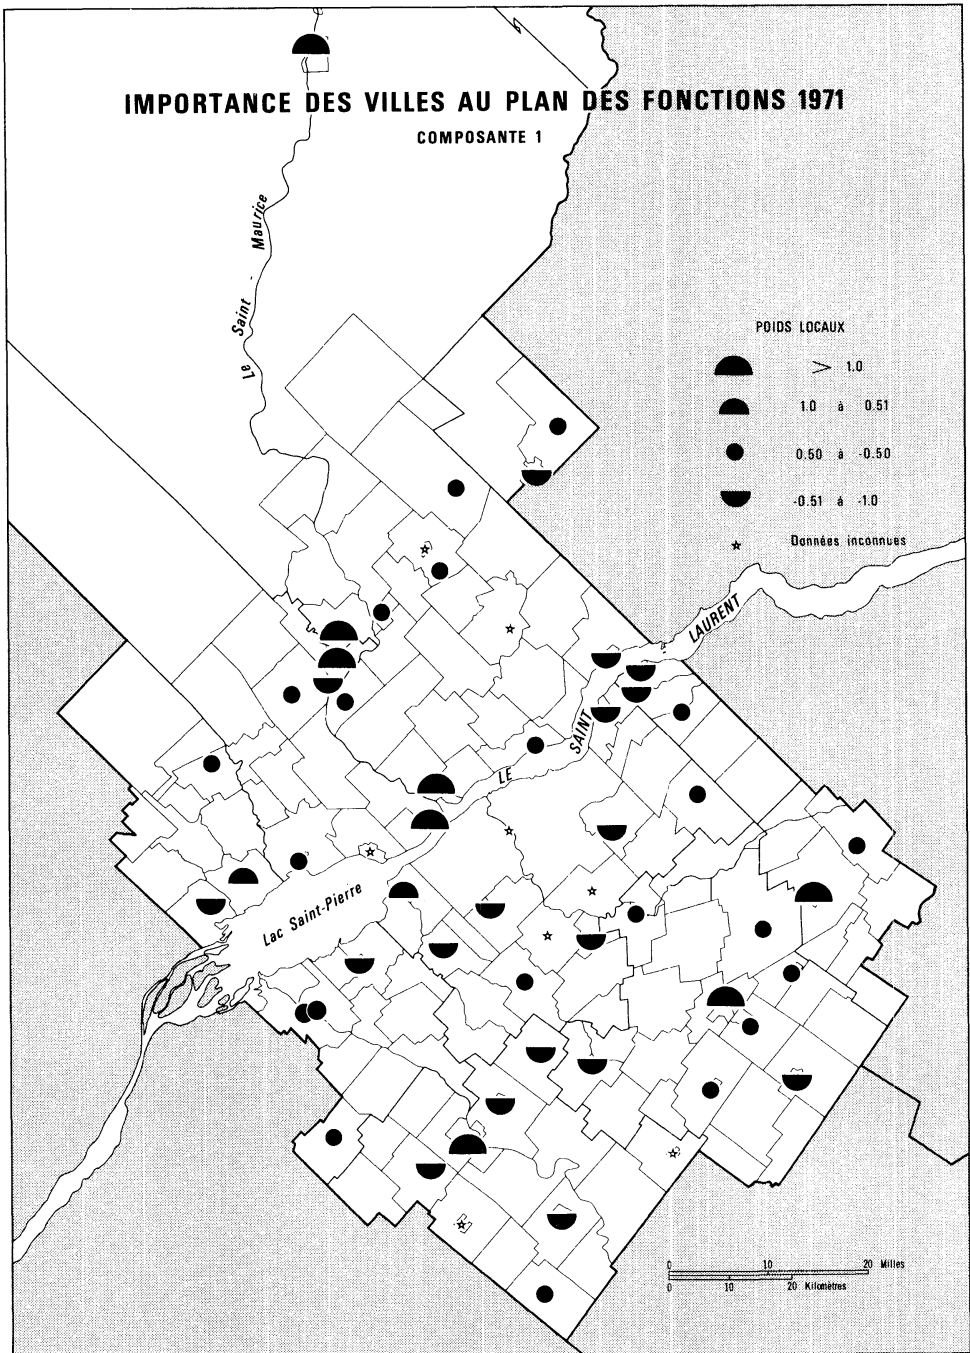 IMPORTANCE DES VILLES AU PLAN DES FONCTIONS 1971
COMPOSANTE 1
Le Saint - Maurice
POIDS LOCAUX
> 1.0
1.0 à 0.51
0.50 à -0.50
-0.51 à -1.0
Données inconnues
LE SAINT LAURENT
Lac Saint-Pierre
0 10 20 Milles
0 10 20 Kilomètres